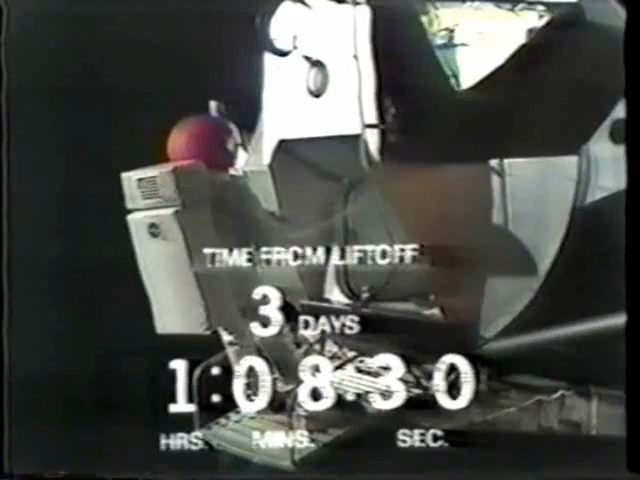 TIME FROM LIFTOFF
3 DAYS
1:08:30
HRS. MINS. SEC.